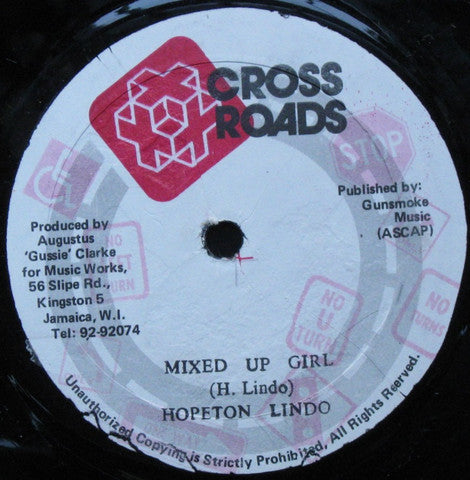 CROSS
ROADS
STOP
Published by:
Gunsmoke
Music
(ASCAP)
Produced by
Augustus
'Gussie' Clarke
for Music Works,
56 Slipe Rd.,
Kingston 5
Jamaica, W.I.
Tel: 92-92074
NO
TURN
NO
U
TURNS
NO
TURNS
MIXED UP GIRL
(H. Lindo)
HOPETON LINDO
Unauthorized Copying is Strictly Prohibited, All Rights Reerved.